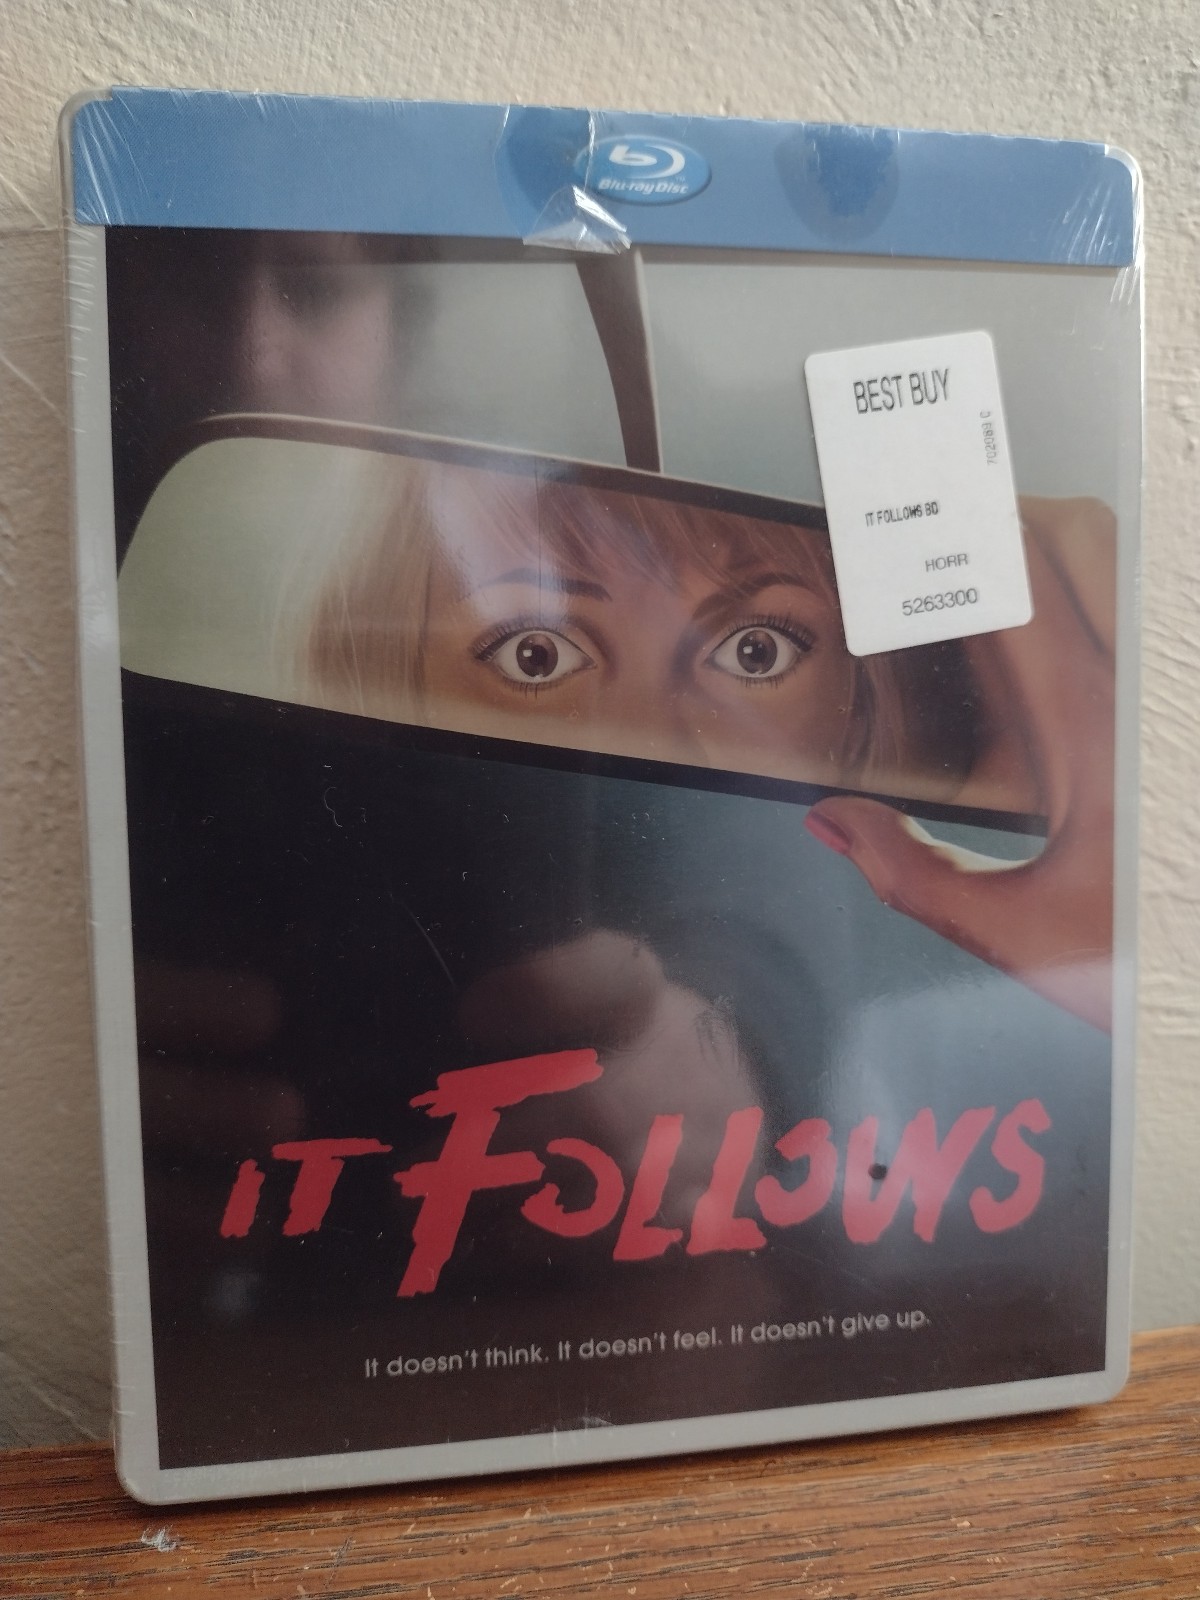 Blu-ray Disc
BEST BUY
702089 C
IT FOLLOWS BD
HORR
5263300
IT FOLLOWS
It doesn't think. It doesn't feel. It doesn't give up.